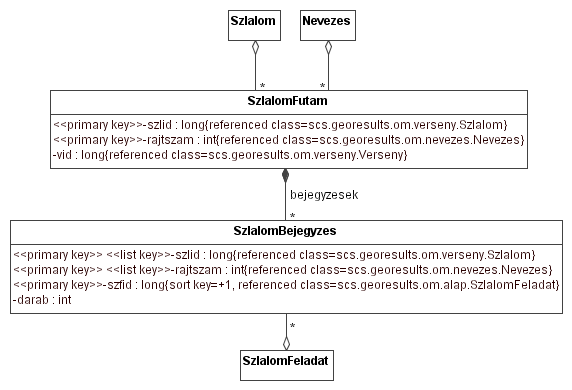 Szlalom
Nevezes
*
*
SzlalomFutam
<<primary key>>-szlid : long{referenced class=scs.georesults.om.verseny.Szlalom}
<<primary key>>-rajtszam : int{referenced class=scs.georesults.om.nevezes.Nevezes}
-vid : long{referenced class=scs.georesults.om.verseny.Verseny}
bejegyzesek
*
SzlalomBejegyzes
<<primary key>> <<list key>>-szlid : long{referenced class=scs.georesults.om.verseny.Szlalom}
<<primary key>> <<list key>>-rajtszam : int{referenced class=scs.georesults.om.nevezes.Nevezes}
<<primary key>>-szfid : long{sort key=+1, referenced class=scs.georesults.om.alap.SzlalomFeladat}
-darab : int
*
SzlalomFeladat